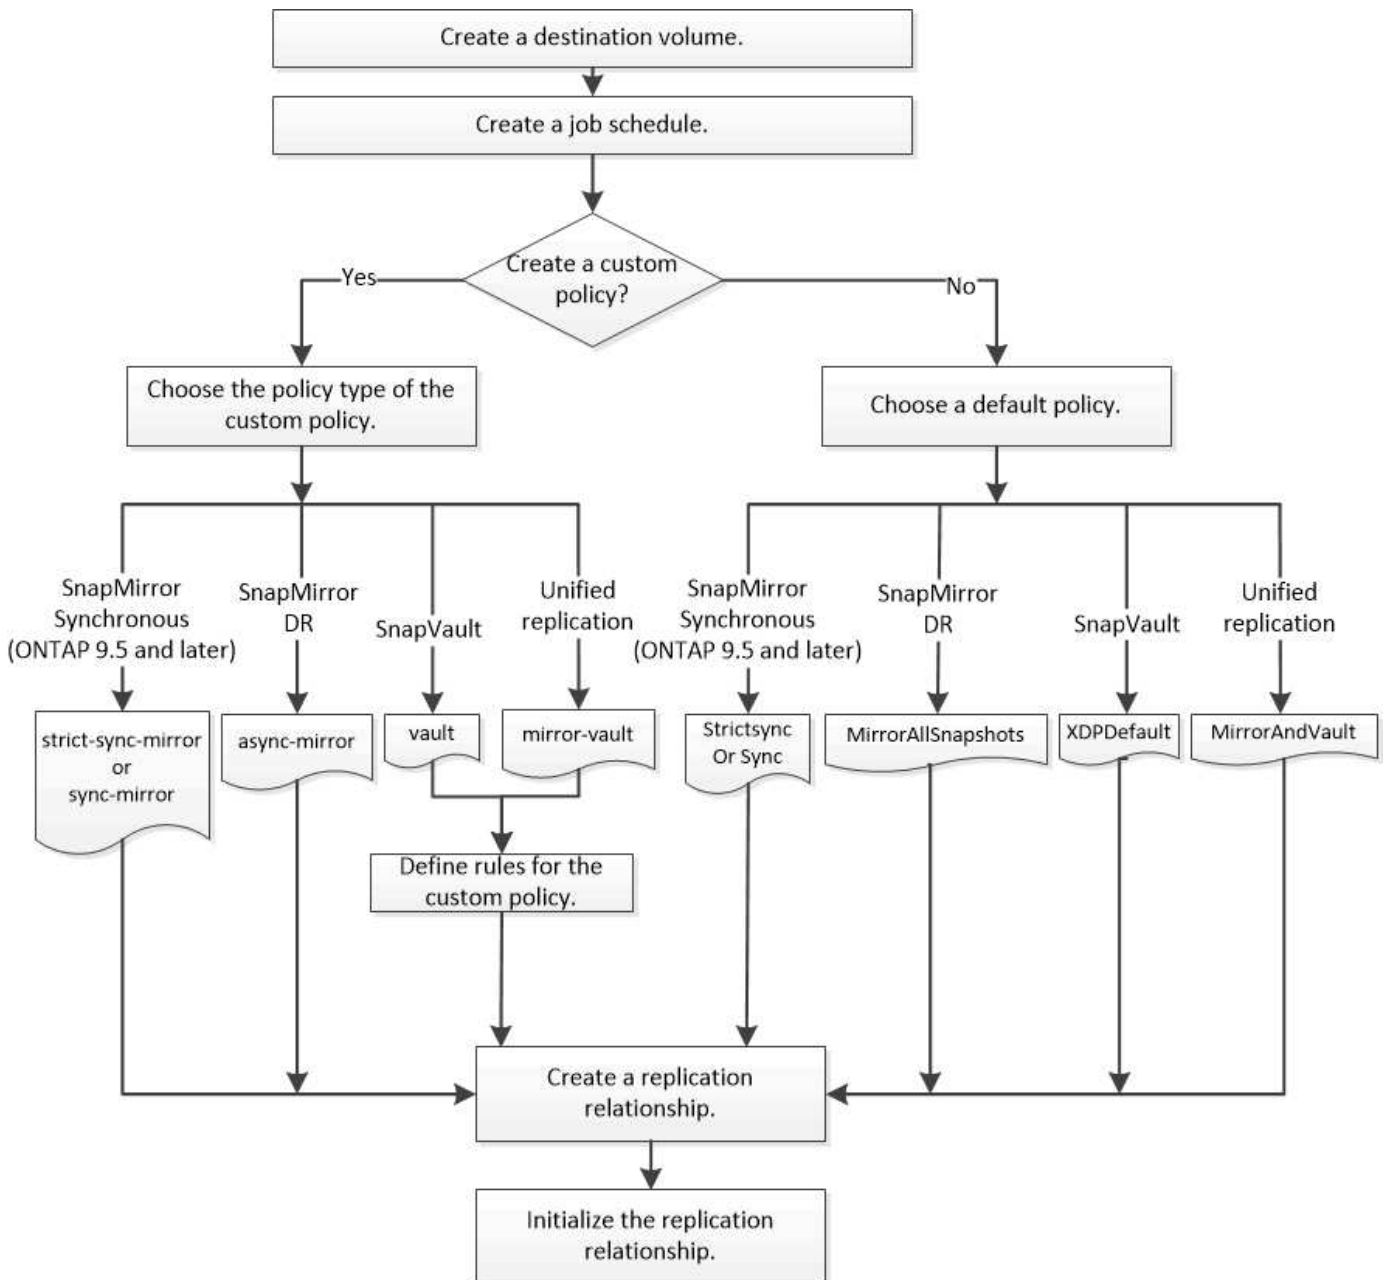 Create a destination volume.
Create a job schedule.
Create a custom
policy?
Yes
No
Choose the policy type of the
custom policy.
Choose a default policy.
SnapMirror
Synchronous
(ONTAP 9.5 and later)
SnapMirror
DR
SnapVault
Unified
replication
SnapMirror
Synchronous
(ONTAP 9.5 and later)
SnapMirror
DR
SnapVault
Unified
replication
strict-sync-mirror
or
sync-mirror
async-mirror
vault
mirror-vault
Strictsync
Or Sync
MirrorAllSnapshots
XDPDefault
MirrorAndVault
Define rules for the
custom policy.
Create a replication
relationship.
Initialize the replication
relationship.